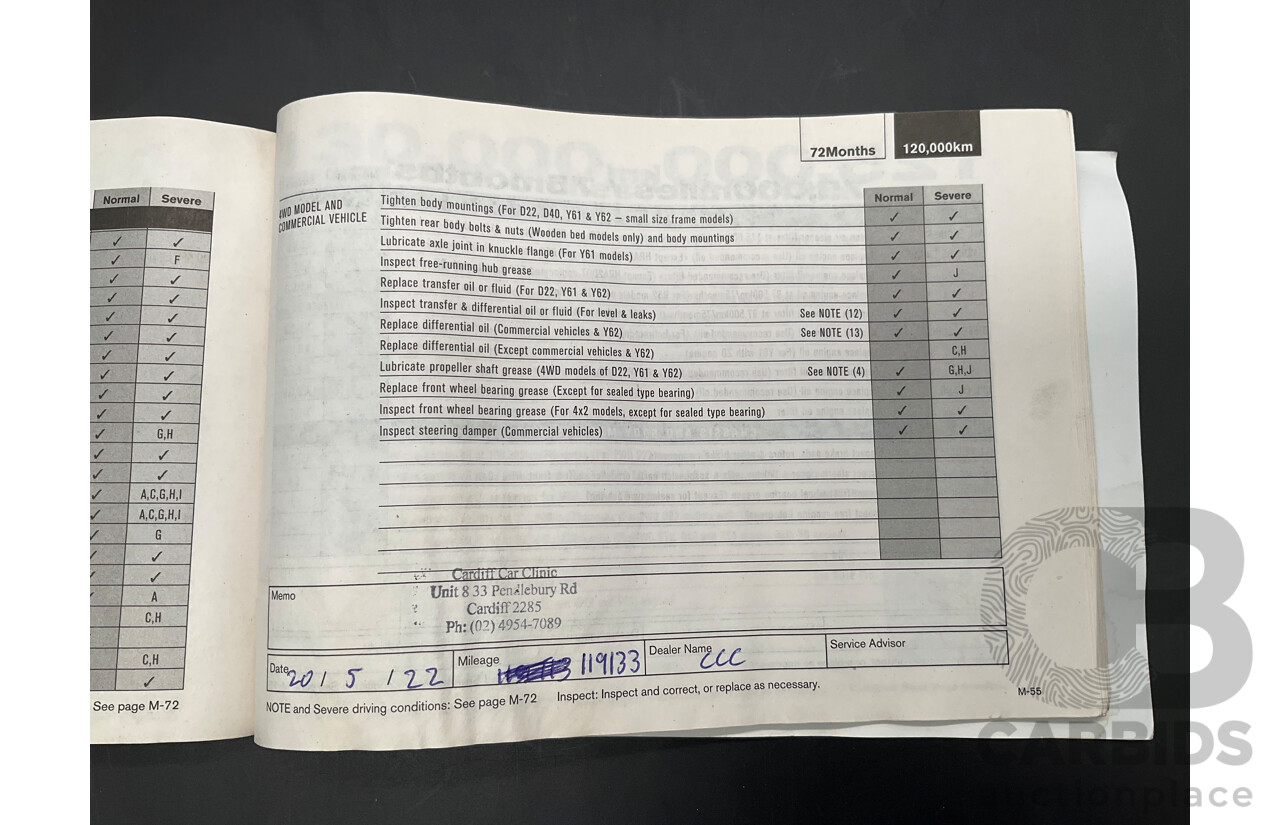 Normal Severe
✓ ✓
✓ F
✓ ✓
✓ ✓
✓ ✓
✓ ✓
✓ ✓
✓ ✓
✓ ✓
✓ ✓
✓ G,H
✓ ✓
✓ ✓
✓ A,C,G,H,I
✓ A,C,G,H,I
✓ G
✓ ✓
✓ ✓
✓ A
C,H
C,H
✓
See page M-72
72Months 120,000km
Normal Severe
4WD MODEL AND
COMMERCIAL VEHICLE
Tighten body mountings (For D22, D40, Y61 & Y62 – small size frame models) ✓ ✓
Tighten rear body bolts & nuts (Wooden bed models only) and body mountings ✓ ✓
Lubricate axle joint in knuckle flange (For Y61 models) ✓ ✓
Inspect free-running hub grease ✓ J
Replace transfer oil or fluid (For D22, Y61 & Y62) ✓ ✓
Inspect transfer & differential oil or fluid (For level & leaks) See NOTE (12) ✓ ✓
Replace differential oil (Commercial vehicles & Y62) See NOTE (13) ✓ ✓
Replace differential oil (Except commercial vehicles & Y62) C,H
Lubricate propeller shaft grease (4WD models of D22, Y61 & Y62) See NOTE (4) ✓ G,H,J
Replace front wheel bearing grease (Except for sealed type bearing) ✓ J
Inspect front wheel bearing grease (For 4x2 models, except for sealed type bearing) ✓ ✓
Inspect steering damper (Commercial vehicles) ✓ ✓
Memo
Cardiff Car Clinic
Unit 8 33 Pendlebury Rd
Cardiff 2285
Ph: (02) 4954-7089
Date 20 / 5 / 22 Mileage 119133 Dealer Name CCC Service Advisor
NOTE and Severe driving conditions: See page M-72 Inspect: Inspect and correct, or replace as necessary.
M-55
CARBIDS
auctionplace